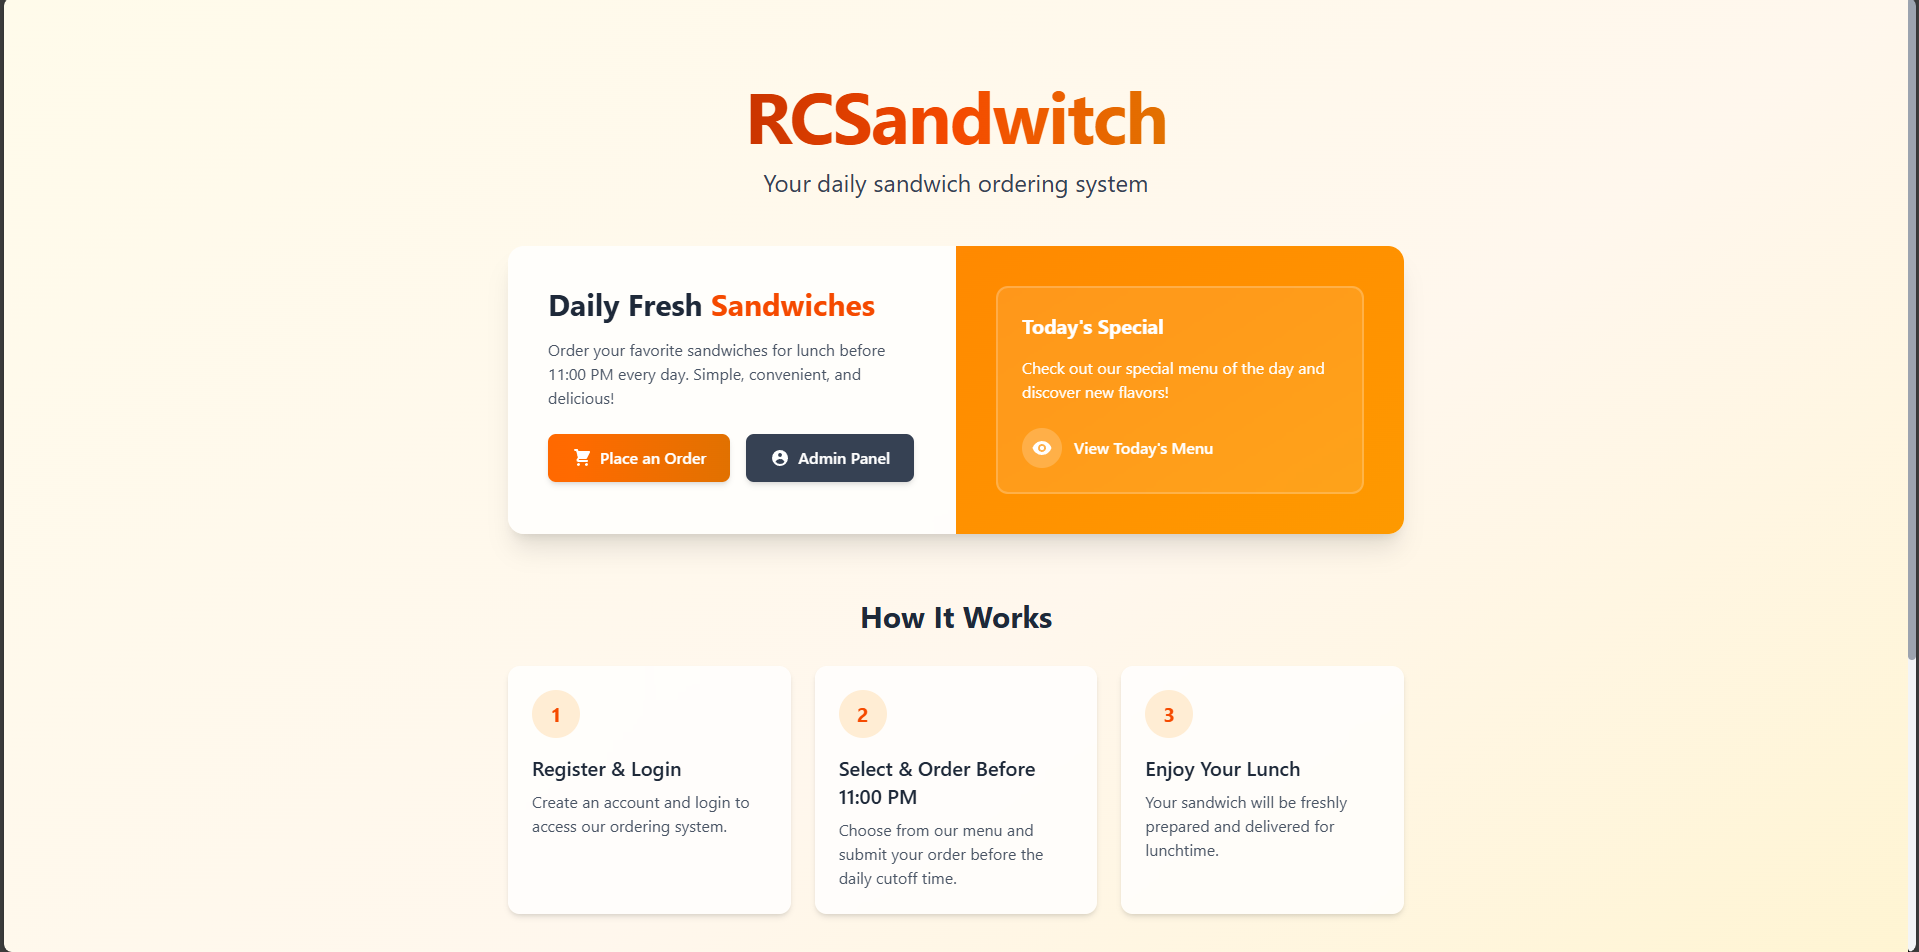 RCSandwitch
Your daily sandwich ordering system
Daily Fresh Sandwiches
Order your favorite sandwiches for lunch before
11:00 PM every day. Simple, convenient, and
delicious!
Place an Order
Admin Panel
Today's Special
Check out our special menu of the day and
discover new flavors!
View Today's Menu
How It Works
1
Register & Login
Create an account and login to
access our ordering system.
2
Select & Order Before
11:00 PM
Choose from our menu and
submit your order before the
daily cutoff time.
3
Enjoy Your Lunch
Your sandwich will be freshly
prepared and delivered for
lunchtime.